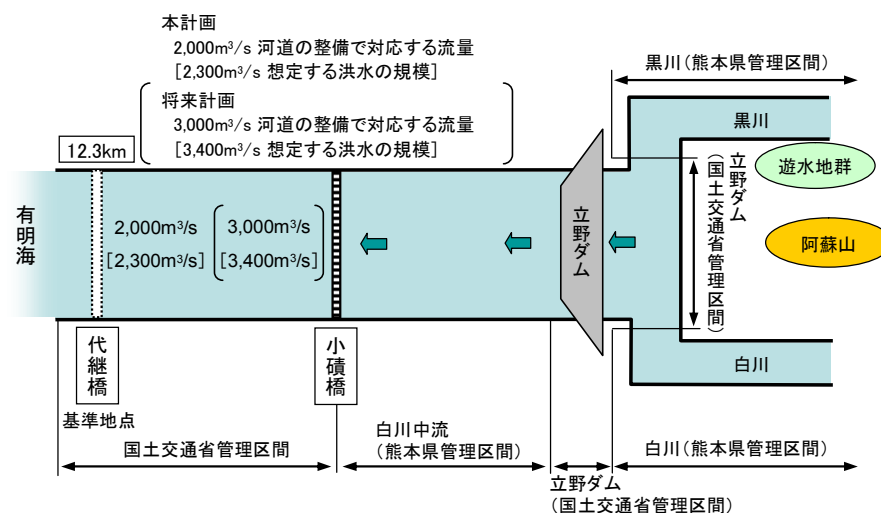 本計画
2,000m³/s 河道の整備で対応する流量
[2,300m³/s 想定する洪水の規模]
将来計画
3,000m³/s 河道の整備で対応する流量
[3,400m³/s 想定する洪水の規模]
黒川(熊本県管理区間)
12.3km
黒川
遊水地群
立野ダム
(国土交通省管理区間)
阿蘇山
有明海
2,000m³/s
[2,300m³/s]
3,000m³/s
[3,400m³/s]
立野ダム
代継橋
小磧橋
白川
基準地点
国土交通省管理区間
白川中流
(熊本県管理区間)
白川(熊本県管理区間)
立野ダム
(国土交通省管理区間)